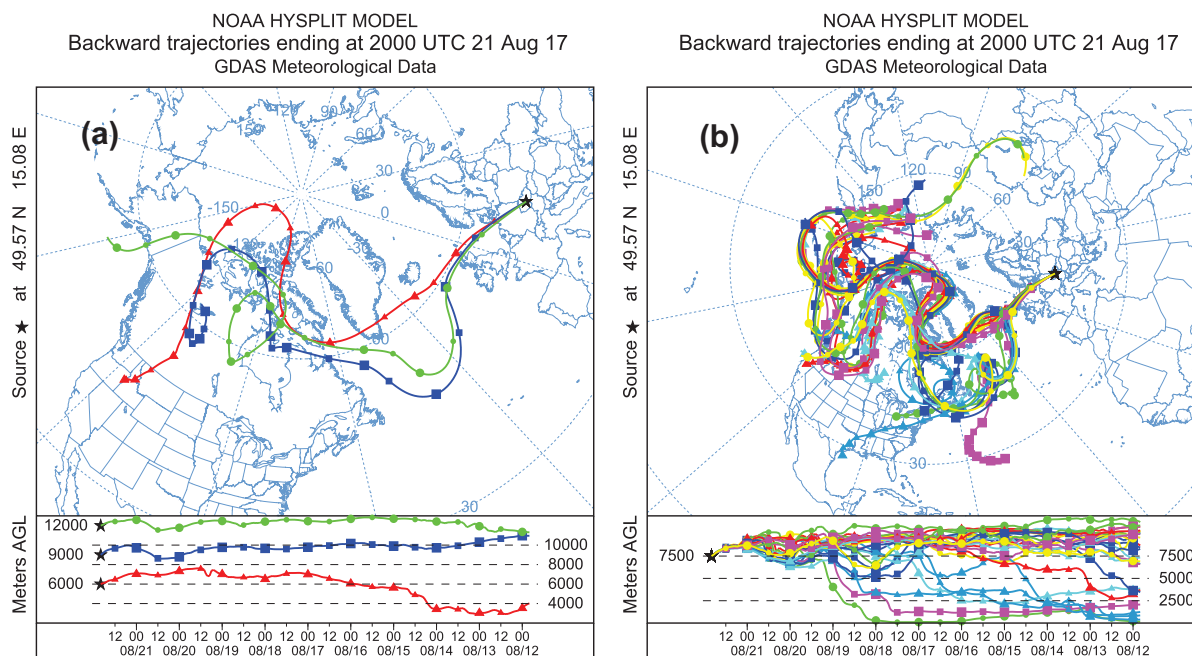 NOAA HYSPLIT MODEL
Backward trajectories ending at 2000 UTC 21 Aug 17
GDAS Meteorological Data
Source ★ at 49.57 N 15.08 E
(a)
150
120
90
60
30
0
-150
-120
-90
-60
-30
30
Meters AGL
12000
9000
6000
10000
8000
6000
4000
12 00 12 00 12 00 12 00 12 00 12 00 12 00 12 00 12 00 12 00
08/21 08/20 08/19 08/18 08/17 08/16 08/15 08/14 08/13 08/12
NOAA HYSPLIT MODEL
Backward trajectories ending at 2000 UTC 21 Aug 17
GDAS Meteorological Data
Source ★ at 49.57 N 15.08 E
(b)
150
120
90
60
30
30
Meters AGL
7500
7500
5000
2500
12 00 12 00 12 00 12 00 12 00 12 00 12 00 12 00 12 00 12 00
08/21 08/20 08/19 08/18 08/17 08/16 08/15 08/14 08/13 08/12